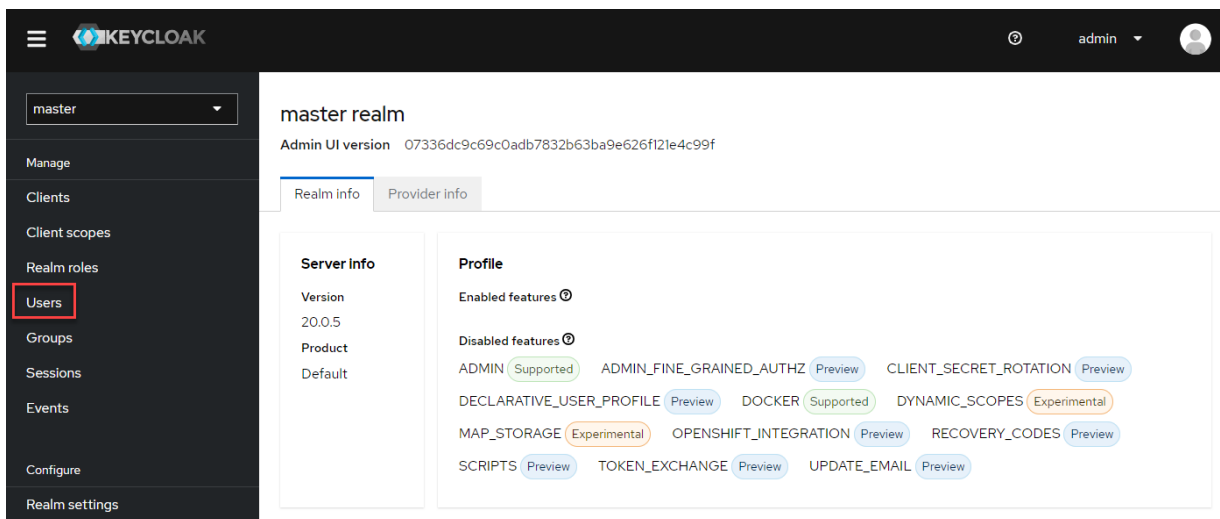 KEYCLOAK
admin
master
Manage
Clients
Client scopes
Realm roles
Users
Groups
Sessions
Events
Configure
Realm settings
master realm
Admin UI version 07336dc9c69c0adb7832b63ba9e626f121e4c99f
Realm info Provider info
Server info
Version
20.0.5
Product
Default
Profile
Enabled features
Disabled features
ADMIN Supported ADMIN_FINE_GRAINED_AUTHZ Preview CLIENT_SECRET_ROTATION Preview
DECLARATIVE_USER_PROFILE Preview DOCKER Supported DYNAMIC_SCOPES Experimental
MAP_STORAGE Experimental OPENSHIFT_INTEGRATION Preview RECOVERY_CODES Preview
SCRIPTS Preview TOKEN_EXCHANGE Preview UPDATE_EMAIL Preview